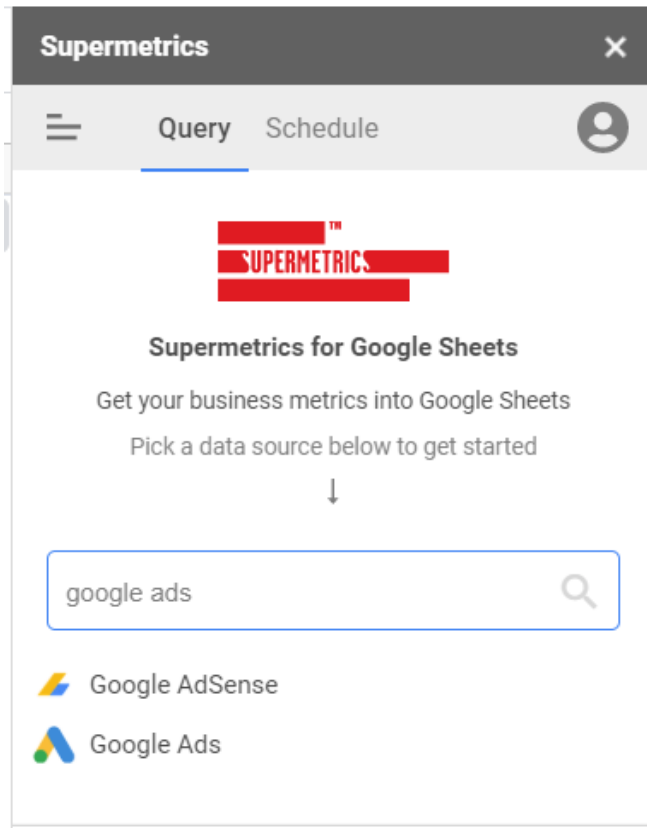 Supermetrics ×
Query Schedule
™
SUPERMETRICS
Supermetrics for Google Sheets
Get your business metrics into Google Sheets
Pick a data source below to get started
↓
google ads
Google AdSense
Google Ads